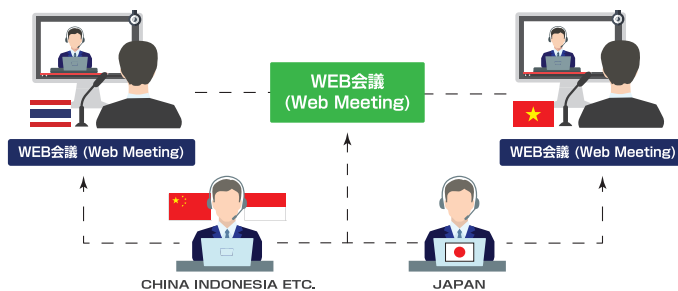 WEB会議
(Web Meeting)
WEB会議 (Web Meeting)
WEB会議 (Web Meeting)
CHINA INDONESIA ETC.
JAPAN